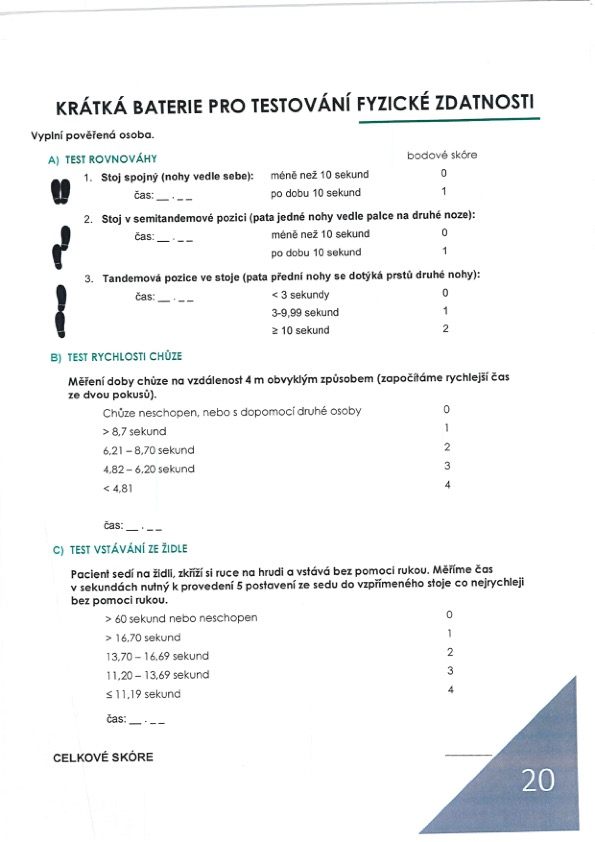 KRÁTKÁ BATERIE PRO TESTOVÁNÍ FYZICKÉ ZDATNOSTI
Vyplní pověřená osoba.
A) TEST ROVNOVÁHY bodové skóre
1. Stoj spojný (nohy vedle sebe): méně než 10 sekund 0
čas: __ . _ _ po dobu 10 sekund 1
2. Stoj v semitandemové pozici (pata jedné nohy vedle palce na druhé noze):
čas: __ . _ _ méně než 10 sekund 0
po dobu 10 sekund 1
3. Tandemová pozice ve stoje (pata přední nohy se dotýká prstů druhé nohy):
čas: __ . _ _ < 3 sekundy 0
3-9,99 sekund 1
≥ 10 sekund 2
B) TEST RYCHLOSTI CHŮZE
Měření doby chůze na vzdálenost 4 m obvyklým způsobem (započítáme rychlejší čas
ze dvou pokusů).
Chůze neschopen, nebo s dopomocí druhé osoby 0
> 8,7 sekund 1
6,21 – 8,70 sekund 2
4,82 – 6,20 sekund 3
< 4,81 4
čas: __ . _ _
C) TEST VSTÁVÁNÍ ZE ŽIDLE
Pacient sedí na židli, zkříží si ruce na hrudi a vstává bez pomoci rukou. Měříme čas
v sekundách nutný k provedení 5 postavení ze sedu do vzpřímeného stoje co nejrychleji
bez pomoci rukou.
> 60 sekund nebo neschopen 0
> 16,70 sekund 1
13,70 – 16,69 sekund 2
11,20 – 13,69 sekund 3
≤ 11,19 sekund 4
čas: __ . _ _
CELKOVÉ SKÓRE ______
20